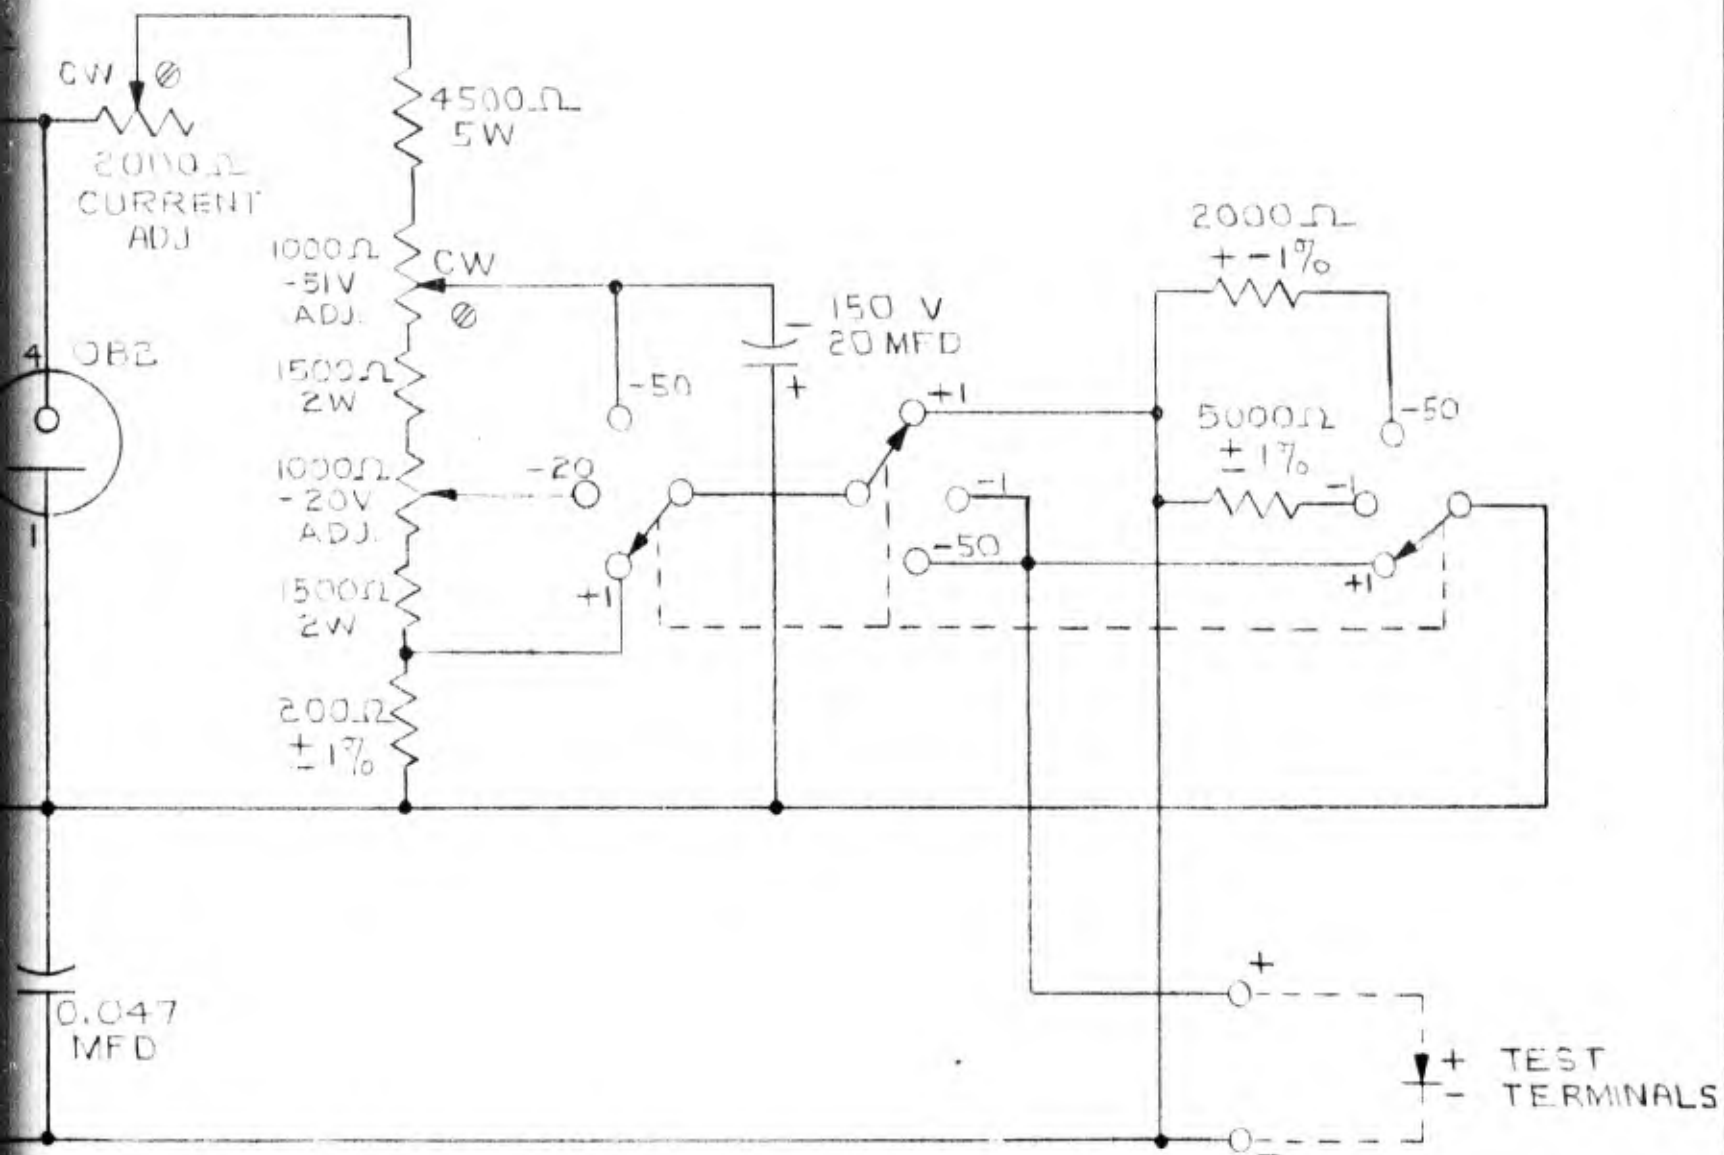 CW
2000Ω
CURRENT
ADJ
4500Ω
5W
1000Ω
-51V
ADJ.
CW
4
OB2
1
1500Ω
2W
-50
1000Ω
-20V
ADJ.
-20
1500Ω
2W
+1
200Ω
± 1%
-
150 V
20 MFD
+
+1
-1
-50
2000Ω
+ -1%
5000Ω
± 1%
-50
-1
+1
0.047
MFD
+
+ TEST
- TERMINALS
-